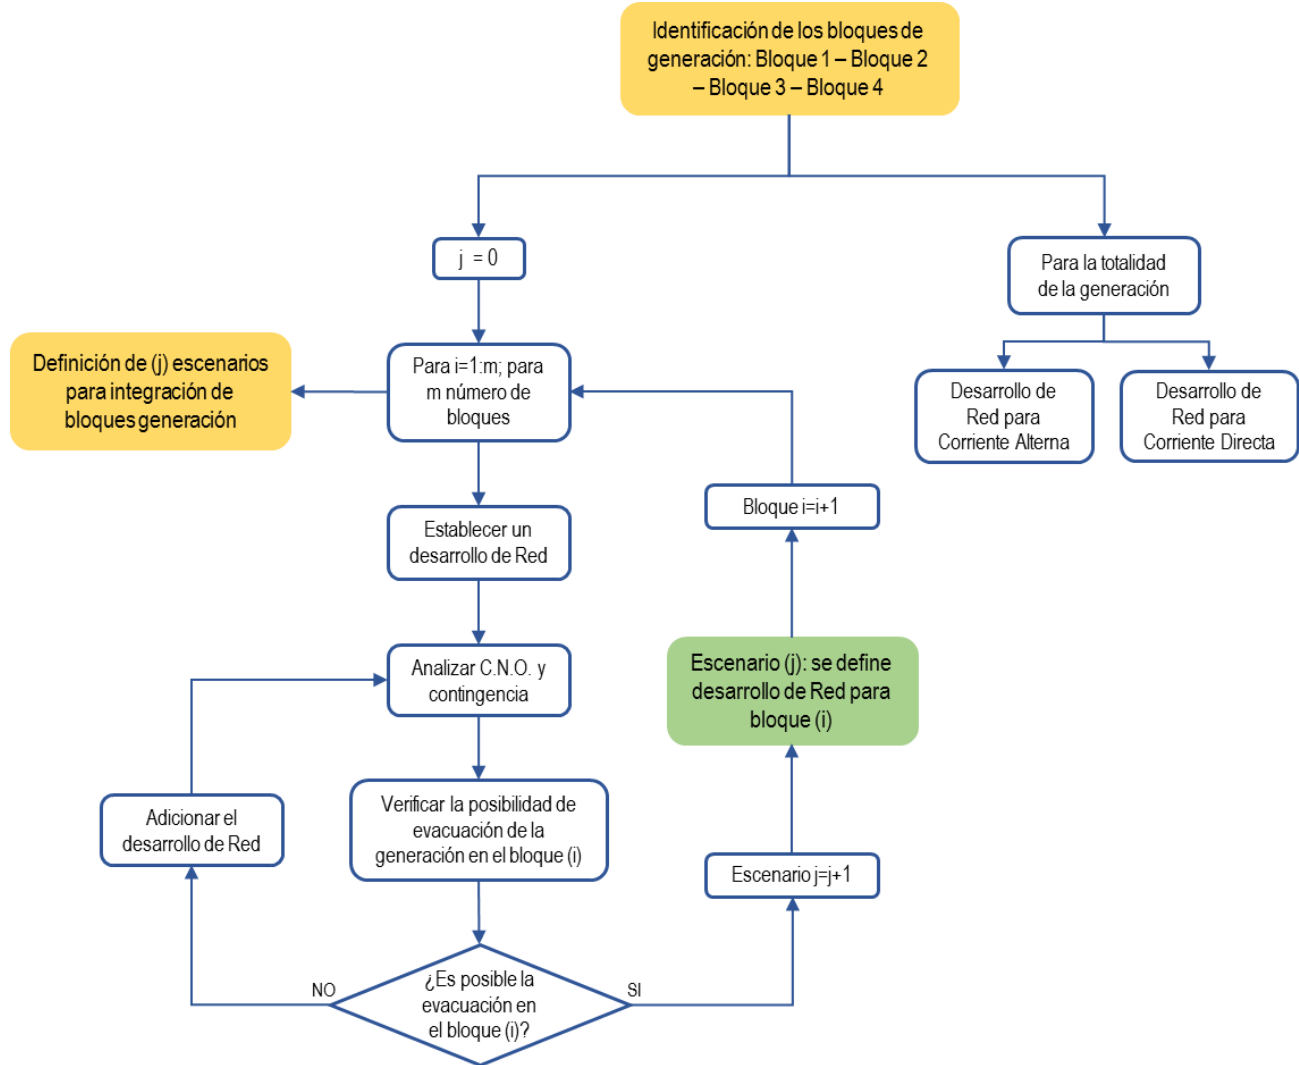 Identificación de los bloques de
generación: Bloque 1 – Bloque 2
– Bloque 3 – Bloque 4
j = 0
Para la totalidad
de la generación
Definición de (j) escenarios
para integración de
bloques generación
Para i=1:m; para
m número de
bloques
Desarrollo de
Red para
Corriente Alterna
Desarrollo de
Red para
Corriente Directa
Bloque i=i+1
Establecer un
desarrollo de Red
Analizar C.N.O. y
contingencia
Escenario (j): se define
desarrollo de Red para
bloque (i)
Adicionar el
desarrollo de Red
Verificar la posibilidad de
evacuación de la
generación en el bloque (i)
Escenario j=j+1
NO
¿Es posible la
evacuación en
el bloque (i)?
SI